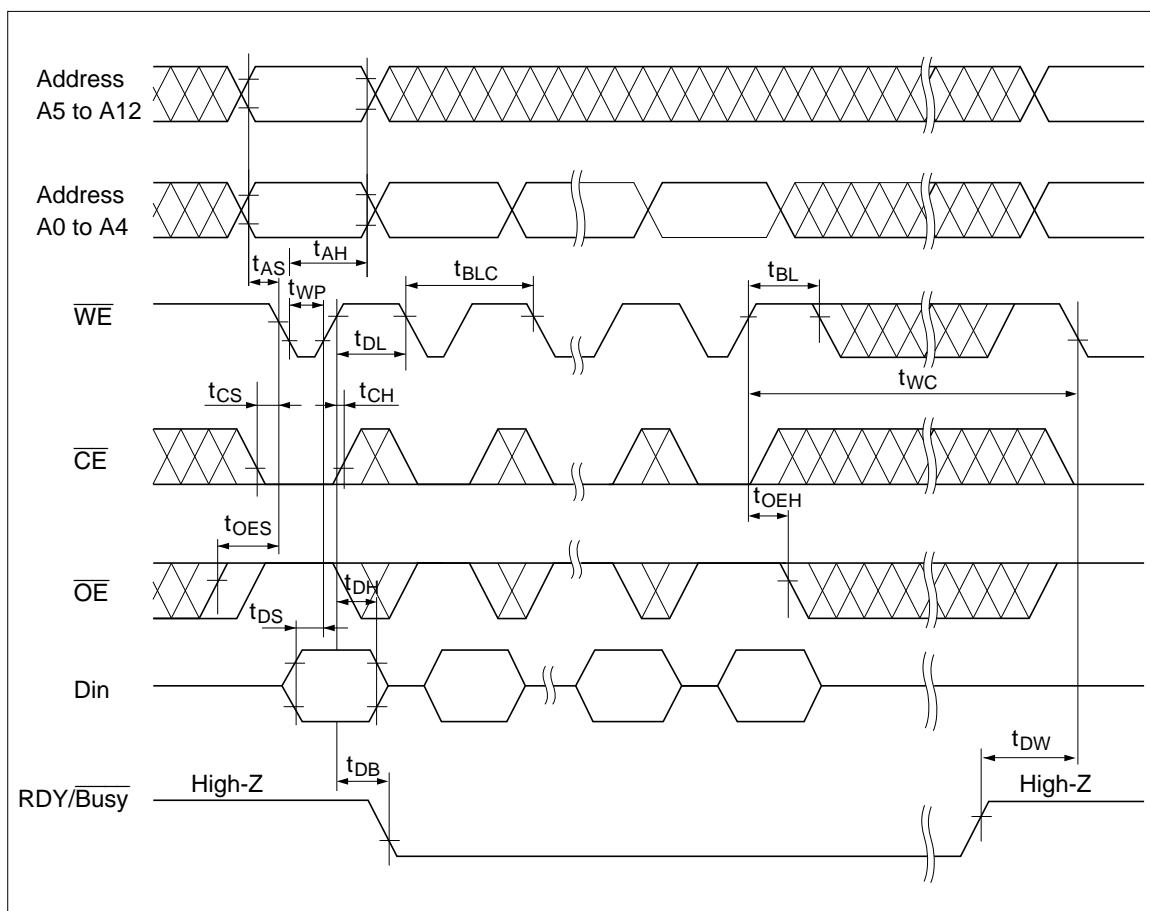 Address
A5 to A12
Address
A0 to A4
tAS
tAH
tWP
tBLC
tBL
WE
tDL
tWC
tCS
tCH
CE
tOES
tOEH
OE
tDH
tDS
Din
tDW
tDB
High-Z
High-Z
RDY/Busy